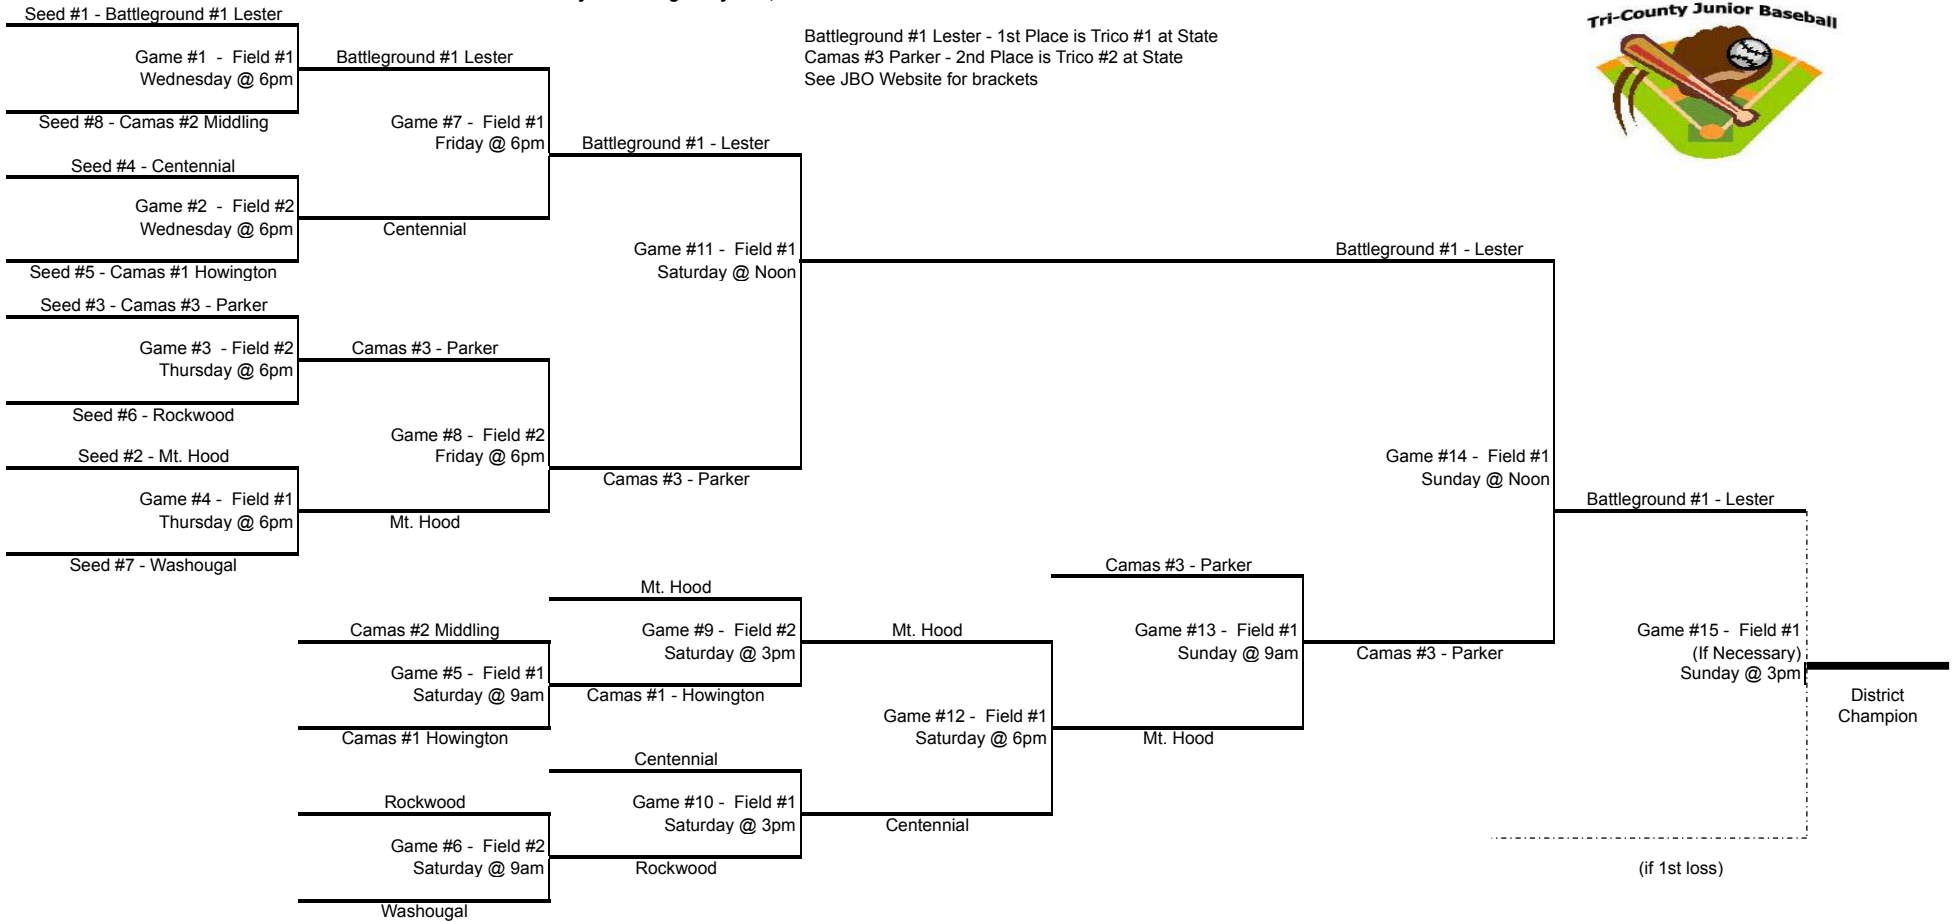 Seed #1 - Battleground #1 Lester
Game #1 - Field #1
Wednesday @ 6pm
Seed #8 - Camas #2 Middling
Battleground #1 Lester
Seed #4 - Centennial
Game #2 - Field #2
Wednesday @ 6pm
Seed #5 - Camas #1 Howington
Centennial
Game #7 - Field #1
Friday @ 6pm
Battleground #1 - Lester
Seed #3 - Camas #3 - Parker
Game #3 - Field #2
Thursday @ 6pm
Seed #6 - Rockwood
Camas #3 - Parker
Seed #2 - Mt. Hood
Game #4 - Field #1
Thursday @ 6pm
Seed #7 - Washougal
Mt. Hood
Game #8 - Field #2
Friday @ 6pm
Camas #3 - Parker
Game #11 - Field #1
Saturday @ Noon
Battleground #1 - Lester
Battleground #1 Lester - 1st Place is Trico #1 at State
Camas #3 Parker - 2nd Place is Trico #2 at State
See JBO Website for brackets
Tri-County Junior Baseball
Camas #2 Middling
Game #5 - Field #1
Saturday @ 9am
Camas #1 Howington
Mt. Hood
Game #9 - Field #2
Saturday @ 3pm
Camas #1 - Howington
Mt. Hood
Rockwood
Game #6 - Field #2
Saturday @ 9am
Washougal
Centennial
Game #10 - Field #1
Saturday @ 3pm
Rockwood
Centennial
Game #12 - Field #1
Saturday @ 6pm
Camas #3 - Parker
Game #13 - Field #1
Sunday @ 9am
Mt. Hood
Camas #3 - Parker
Game #14 - Field #1
Sunday @ Noon
Battleground #1 - Lester
Game #15 - Field #1
(If Necessary)
Sunday @ 3pm
District
Champion
(if 1st loss)